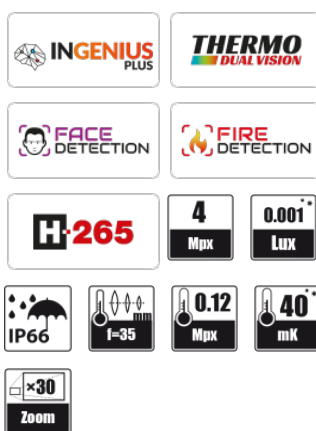 INGENIUS
PLUS
THERMO
DUAL VISION
FACE
DETECTION
FIRE
DETECTION
H·265
4
Mpx
0.001**
Lux
IP66
mm
f=35
0.12
Mpx
40**
mK
×30
Zoom